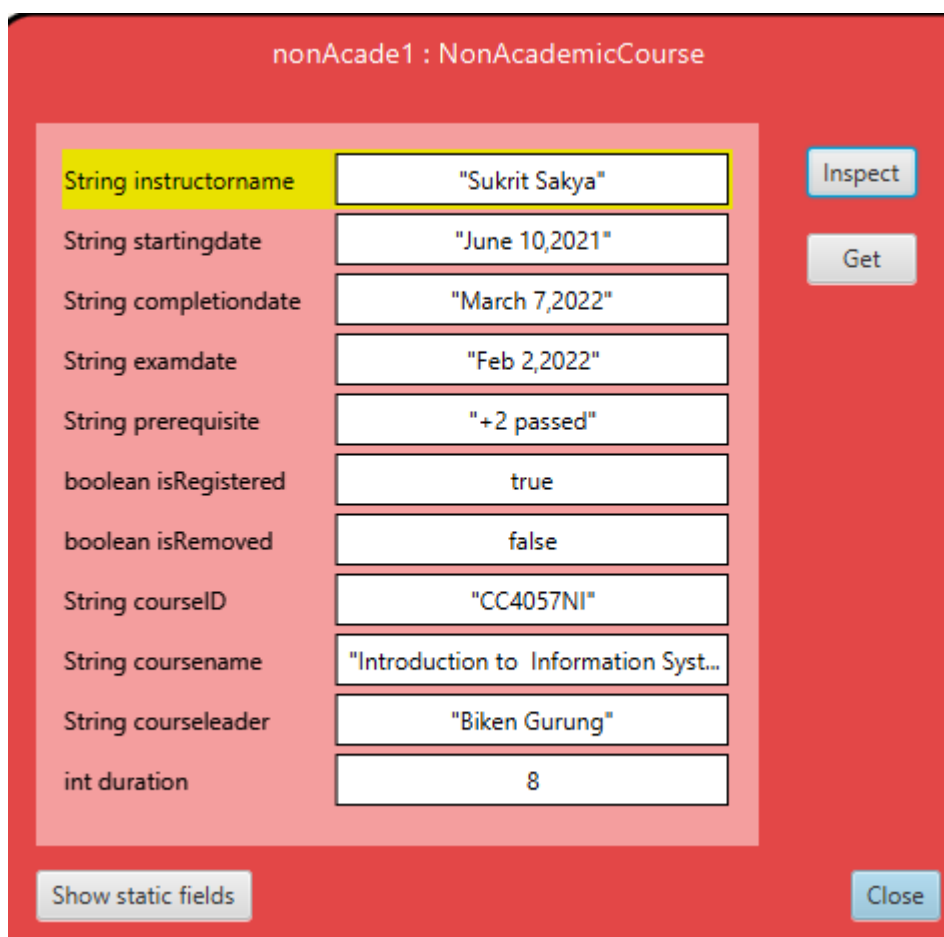 nonAcade1 : NonAcademicCourse
String instructorname "Sukrit Sakya"
String startingdate "June 10,2021"
String completiondate "March 7,2022"
String examdate "Feb 2,2022"
String prerequisite "+2 passed"
boolean isRegistered true
boolean isRemoved false
String courseID "CC4057NI"
String coursename "Introduction to  Information Syst...
String courseleader "Biken Gurung"
int duration 8
Inspect
Get
Show static fields
Close